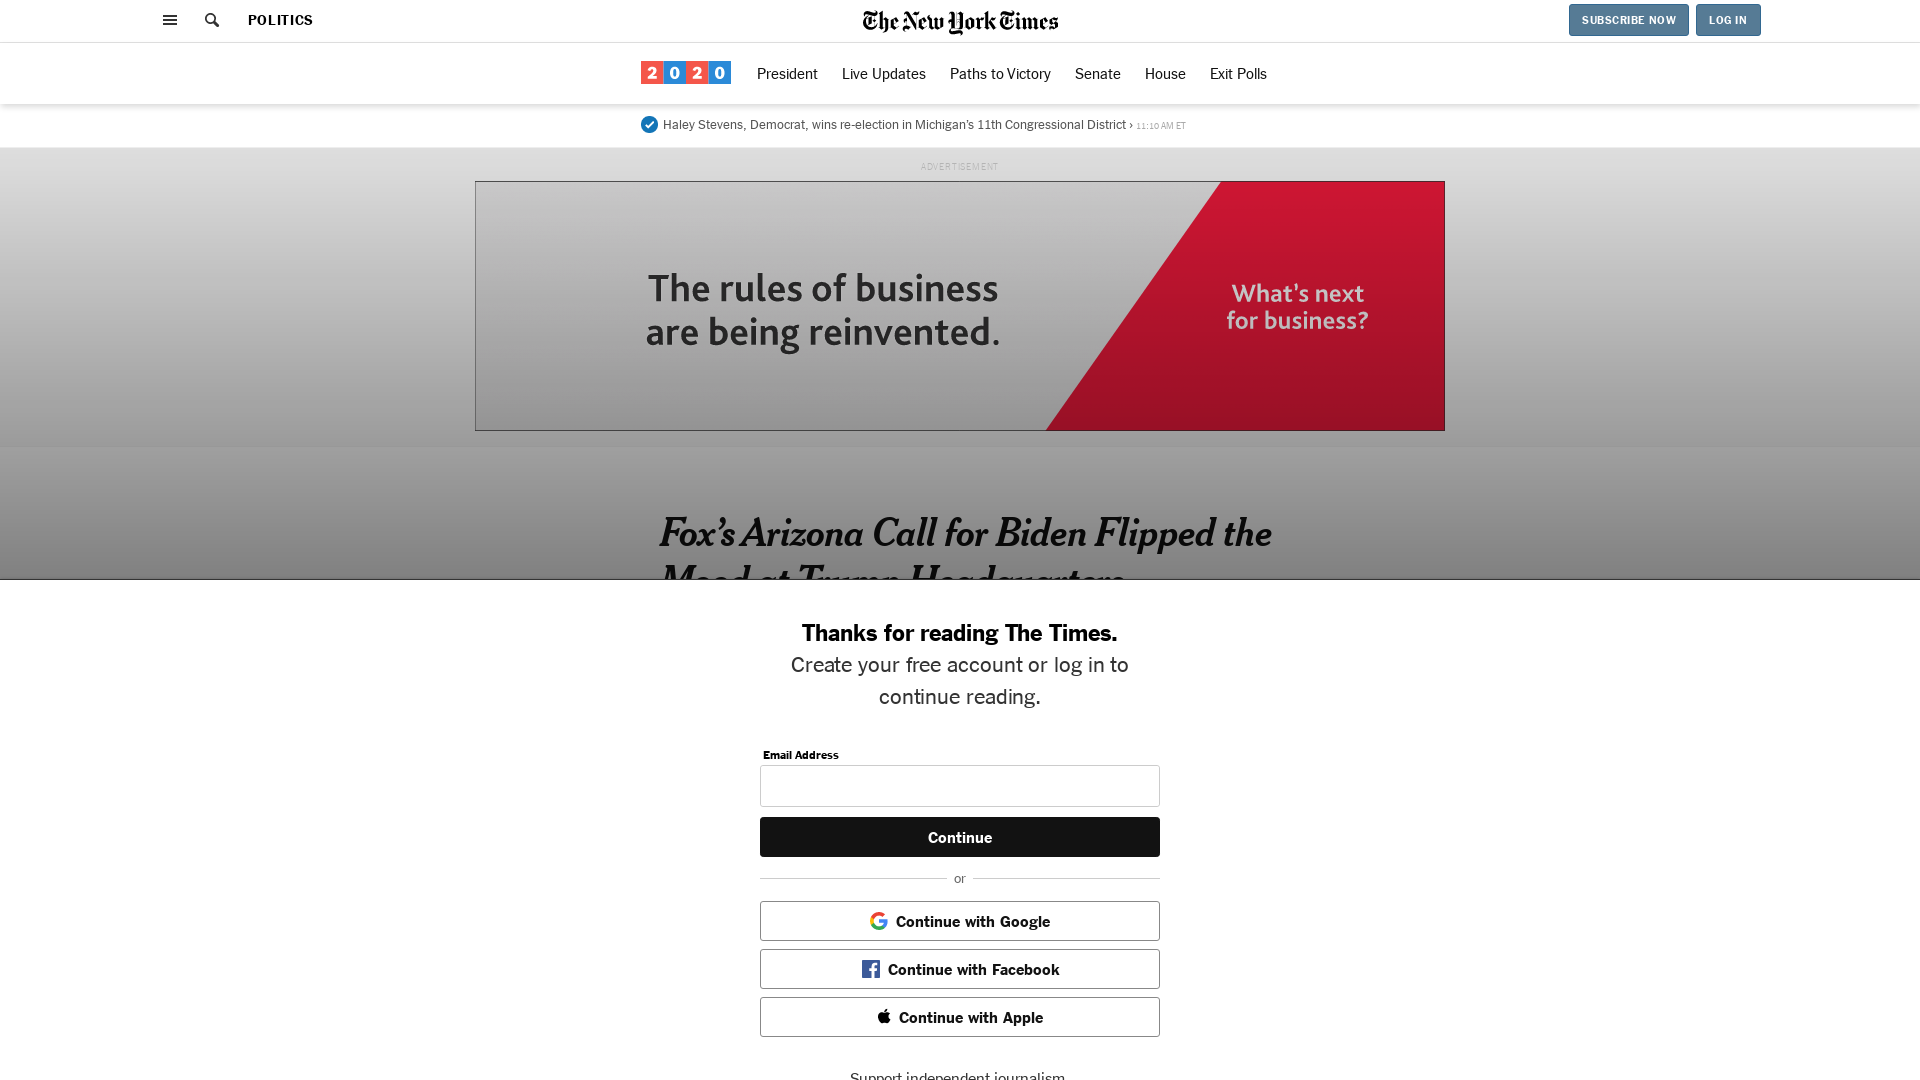 POLITICS
The New York Times
SUBSCRIBE NOW
LOG IN
2020
President
Live Updates
Paths to Victory
Senate
House
Exit Polls
Haley Stevens, Democrat, wins re-election in Michigan’s 11th Congressional District › 11:10 AM ET
ADVERTISEMENT
The rules of business
are being reinvented.
What’s next
for business?
Fox’s Arizona Call for Biden Flipped the
Mood at Trump Headquarters
Thanks for reading The Times.
Create your free account or log in to
continue reading.
Email Address
Continue
or
Continue with Google
Continue with Facebook
Continue with Apple
Support independent journalism